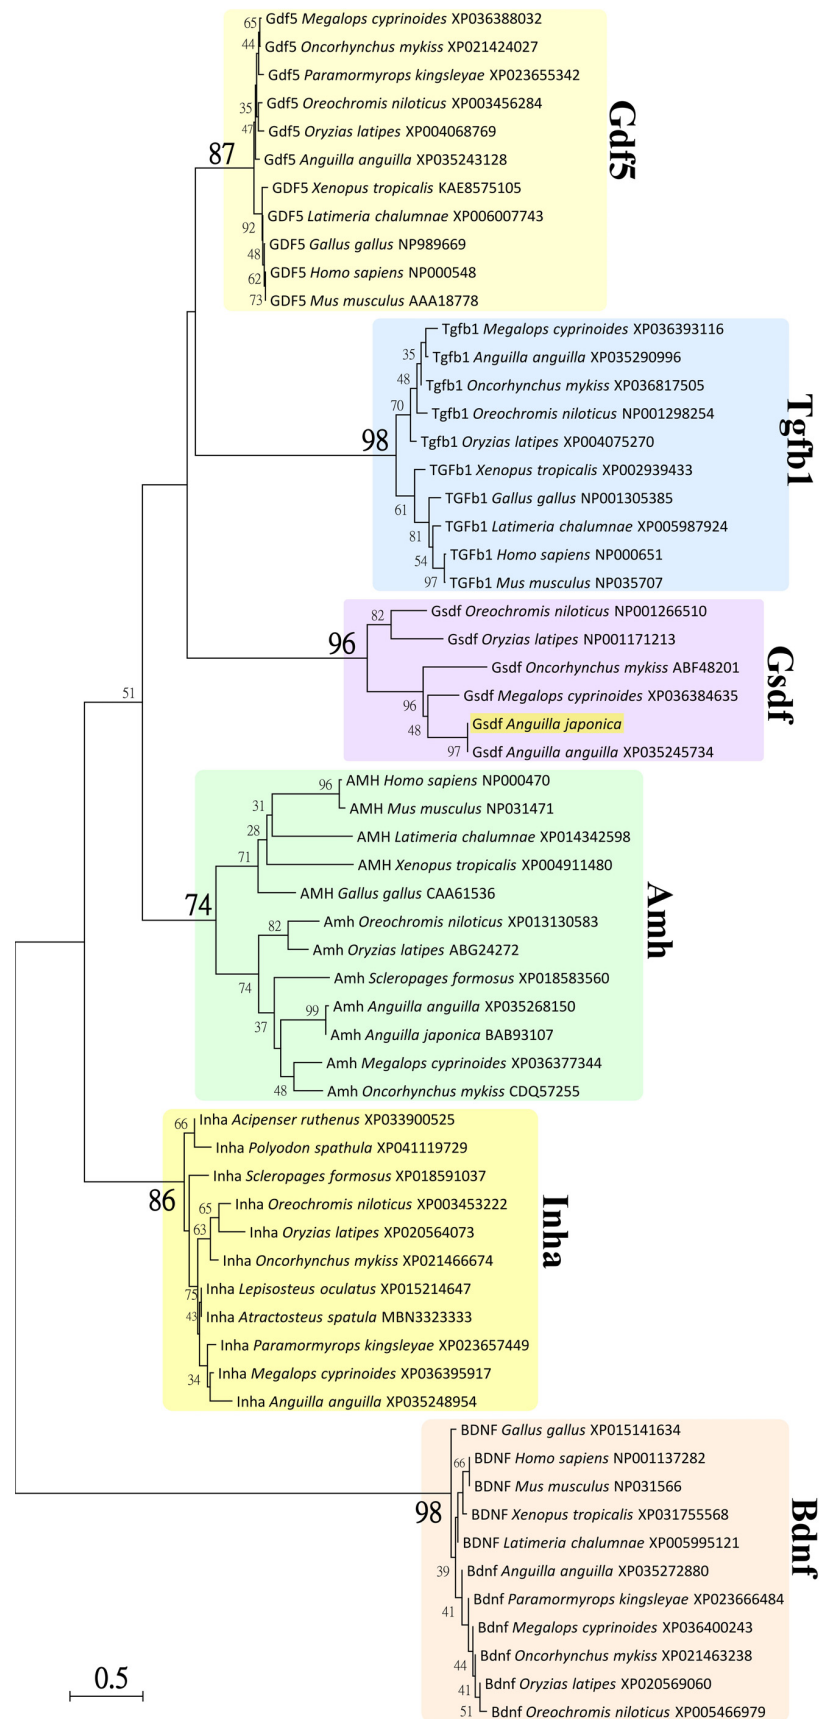 65
Gdf5 Megalops cyprinoides XP036388032
44
Gdf5 Oncorhynchus mykiss XP021424027
Gdf5 Paramormyrops kingsleyae XP023655342
35
Gdf5 Oreochromis niloticus XP003456284
47
Gdf5 Oryzias latipes XP004068769
87
Gdf5 Anguilla anguilla XP035243128
GDF5 Xenopus tropicalis KAE8575105
GDF5 Latimeria chalumnae XP006007743
92
GDF5 Gallus gallus NP989669
48
GDF5 Homo sapiens NP000548
62
73
GDF5 Mus musculus AAA18778
Gdf5
Tgfb1 Megalops cyprinoides XP036393116
35
Tgfb1 Anguilla anguilla XP035290996
48
Tgfb1 Oncorhynchus mykiss XP036817505
70
Tgfb1 Oreochromis niloticus NP001298254
98
Tgfb1 Oryzias latipes XP004075270
TGFb1 Xenopus tropicalis XP002939433
61
TGFb1 Gallus gallus NP001305385
81
TGFb1 Latimeria chalumnae XP005987924
54
TGFb1 Homo sapiens NP000651
97
TGFb1 Mus musculus NP035707
Tgfb1
82
Gsdf Oreochromis niloticus NP001266510
96
Gsdf Oryzias latipes NP001171213
Gsdf Oncorhynchus mykiss ABF48201
96
Gsdf Megalops cyprinoides XP036384635
48
Gsdf Anguilla japonica
97
Gsdf Anguilla anguilla XP035245734
Gsdf
51
96
AMH Homo sapiens NP000470
31
AMH Mus musculus NP031471
28
AMH Latimeria chalumnae XP014342598
71
AMH Xenopus tropicalis XP004911480
74
AMH Gallus gallus CAA61536
82
Amh Oreochromis niloticus XP013130583
Amh Oryzias latipes ABG24272
74
Amh Scleropages formosus XP018583560
99
Amh Anguilla anguilla XP035268150
37
Amh Anguilla japonica BAB93107
Amh Megalops cyprinoides XP036377344
48
Amh Oncorhynchus mykiss CDQ57255
Amh
66
Inha Acipenser ruthenus XP033900525
Inha Polyodon spathula XP041119729
86
Inha Scleropages formosus XP018591037
65
Inha Oreochromis niloticus XP003453222
63
Inha Oryzias latipes XP020564073
Inha Oncorhynchus mykiss XP021466674
75
Inha Lepisosteus oculatus XP015214647
43
Inha Atractosteus spatula MBN3323333
Inha Paramormyrops kingsleyae XP023657449
34
Inha Megalops cyprinoides XP036395917
Inha Anguilla anguilla XP035248954
Inha
BDNF Gallus gallus XP015141634
66
BDNF Homo sapiens NP001137282
BDNF Mus musculus NP031566
98
BDNF Xenopus tropicalis XP031755568
BDNF Latimeria chalumnae XP005995121
39
Bdnf Anguilla anguilla XP035272880
41
Bdnf Paramormyrops kingsleyae XP023666484
Bdnf Megalops cyprinoides XP036400243
44
Bdnf Oncorhynchus mykiss XP021463238
41
Bdnf Oryzias latipes XP020569060
51
Bdnf Oreochromis niloticus XP005466979
Bdnf
0.5